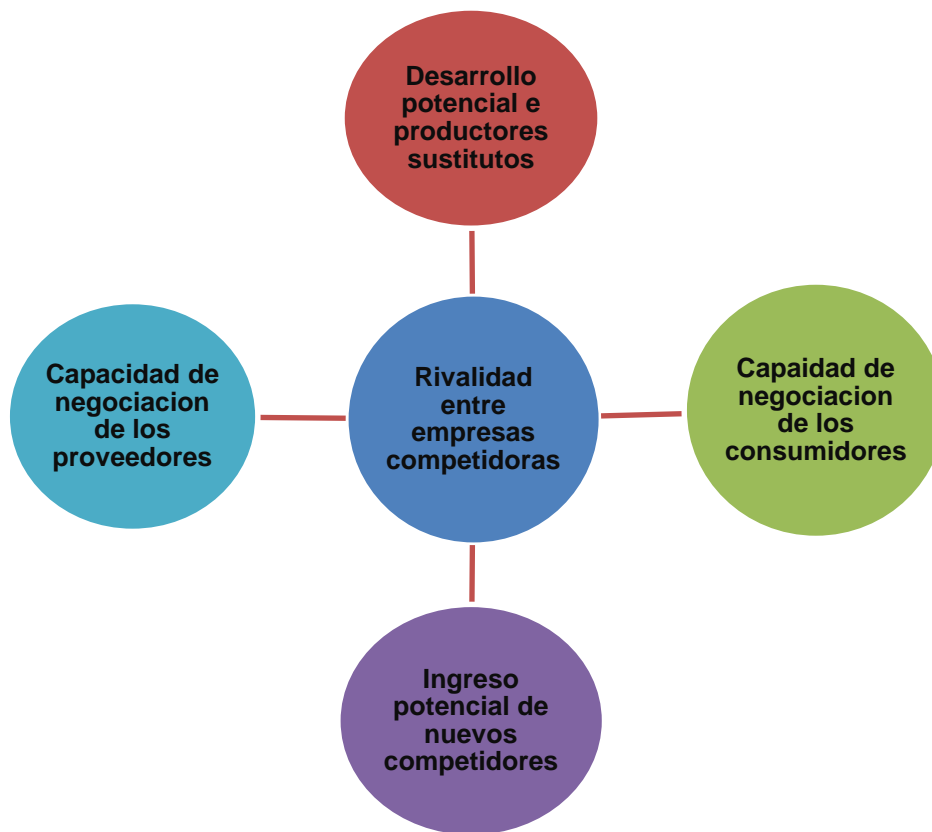 Desarrollo
potencial e
productores
sustitutos
Capacidad de
negociacion
de los
proveedores
Rivalidad
entre
empresas
competidoras
Capaidad de
negociacion
de los
consumidores
Ingreso
potencial de
nuevos
competidores